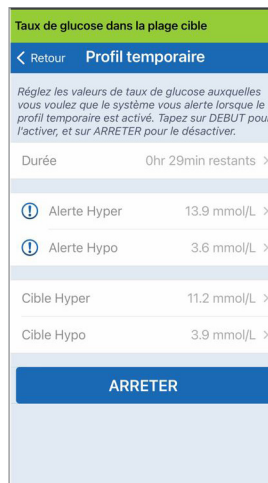 Taux de glucose dans la plage cible
Retour Profil temporaire
Réglez les valeurs de taux de glucose auxquelles
vous voulez que le système vous alerte lorsque le
profil temporaire est activé. Tapez sur DEBUT pour
l'activer, et sur ARRETER pour le désactiver.
Durée 0hr 29min restants
Alerte Hyper 13.9 mmol/L
Alerte Hypo 3.6 mmol/L
Cible Hyper 11.2 mmol/L
Cible Hypo 3.9 mmol/L
ARRETER